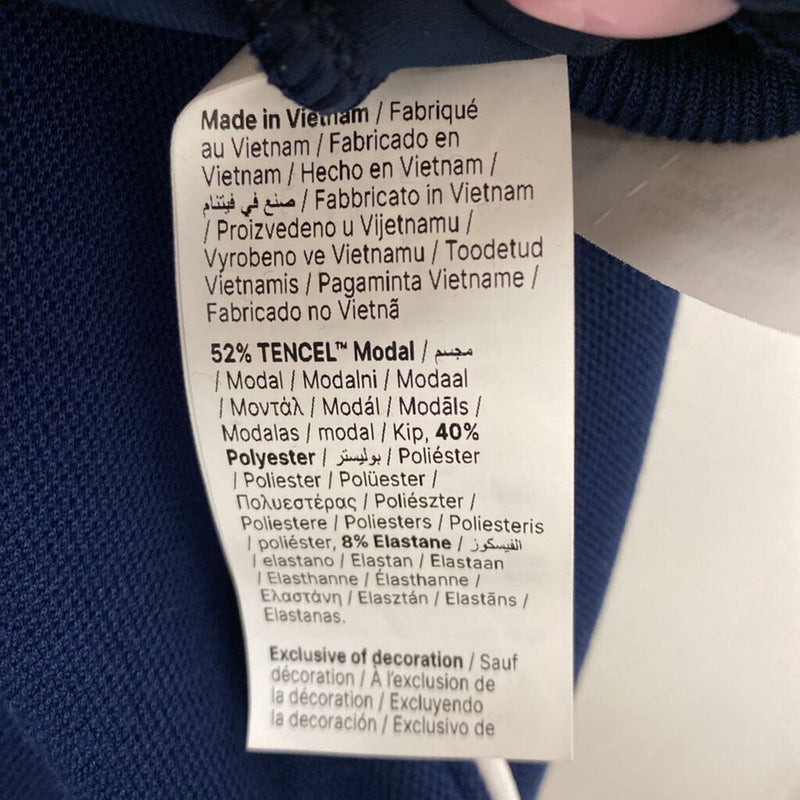 Made in Vietnam / Fabriqué
au Vietnam / Fabricado en
Vietnam / Hecho en Vietnam /
صنع في فيتنام / Fabbricato in Vietnam
/ Proizvedeno u Vijetnamu /
Vyrobeno ve Vietnamu / Toodetud
Vietnamis / Pagaminta Vietname /
Fabricado no Vietnã
52% TENCEL™ Modal / مجسم
/ Modal / Modalni / Modaal
/ Μοντάλ / Modál / Modāls /
Modalas / modal / Kip, 40%
Polyester / بوليستر / Poliéster
/ Poliester / Polüester /
Πολυεστέρας / Poliészter /
Poliestere / Poliesters / Poliesteris
/ poliéster, 8% Elastane / الفيسكوز
/ elastano / Elastan / Elastaan
/ Elasthanne / Élasthanne /
Ελαστάνη / Elasztán / Elastāns /
Elastanas.
Exclusive of decoration / Sauf
décoration / À l'exclusion de
la décoration / Excluyendo
la decoración / Exclusivo de